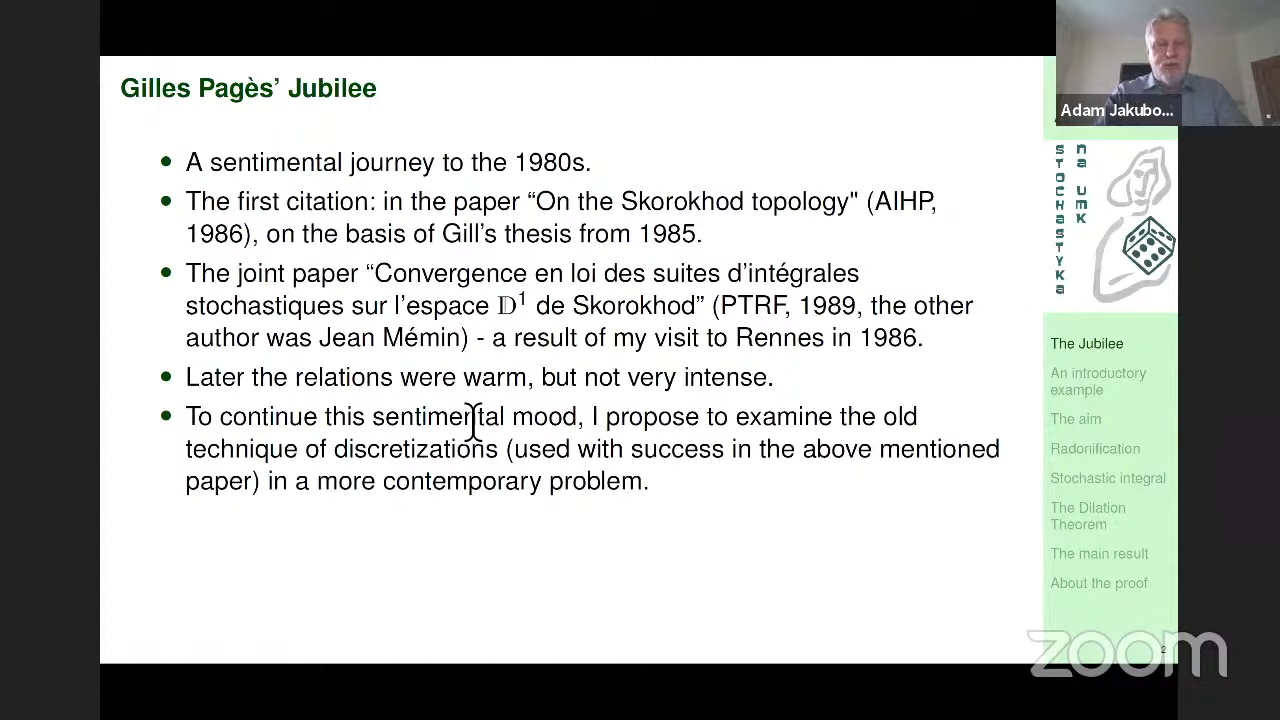 Gilles Pagès’ Jubilee
A sentimental journey to the 1980s.
The first citation: in the paper “On the Skorokhod topology" (AIHP,
1986), on the basis of Gill’s thesis from 1985.
The joint paper “Convergence en loi des suites d’intégrales
stochastiques sur l’espace 𝔻¹ de Skorokhod” (PTRF, 1989, the other
author was Jean Mémin) - a result of my visit to Rennes in 1986.
Later the relations were warm, but not very intense.
To continue this sentimental mood, I propose to examine the old
technique of discretizations (used with success in the above mentioned
paper) in a more contemporary problem.
Adam Jakubo...
STOCHASTYKA
na UMK
The Jubilee
An introductory
example
The aim
Radonification
Stochastic integral
The Dilation
Theorem
The main result
About the proof
2
zoom